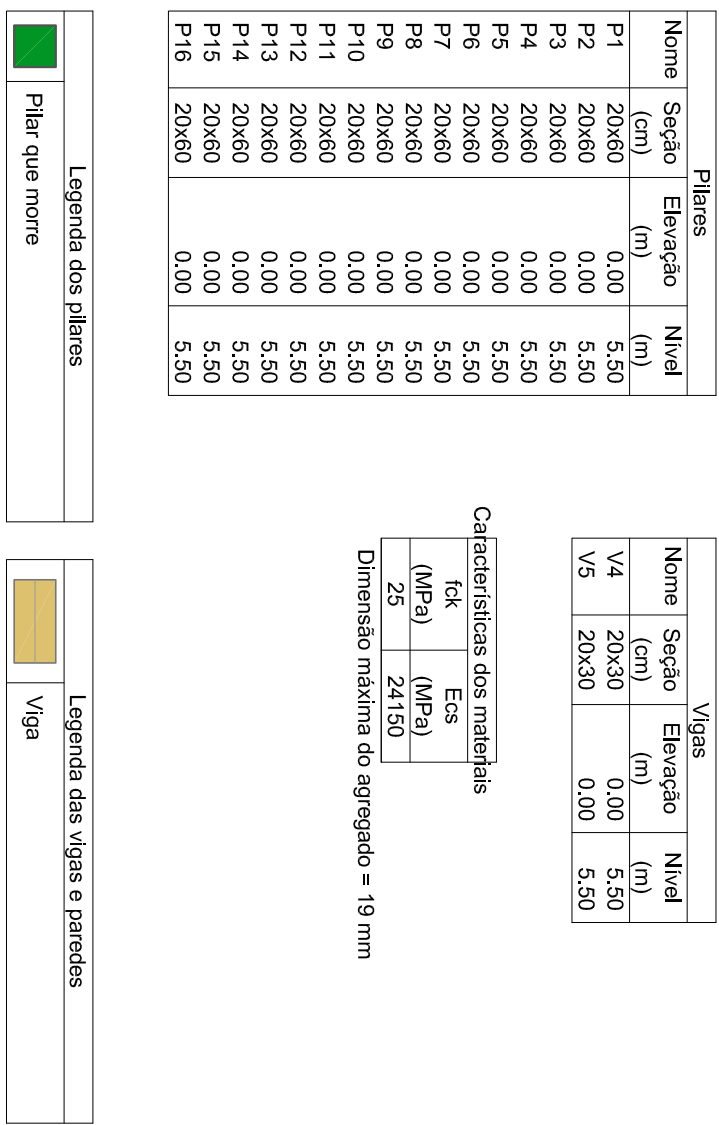 Pilares
Nome Seção Elevação Nível
(cm) (m) (m)
P1 20x60 0.00 5.50
P2 20x60 0.00 5.50
P3 20x60 0.00 5.50
P4 20x60 0.00 5.50
P5 20x60 0.00 5.50
P6 20x60 0.00 5.50
P7 20x60 0.00 5.50
P8 20x60 0.00 5.50
P9 20x60 0.00 5.50
P10 20x60 0.00 5.50
P11 20x60 0.00 5.50
P12 20x60 0.00 5.50
P13 20x60 0.00 5.50
P14 20x60 0.00 5.50
P15 20x60 0.00 5.50
P16 20x60 0.00 5.50
Vigas
Nome Seção Elevação Nível
(cm) (m) (m)
V4 20x30 0.00 5.50
V5 20x30 0.00 5.50
Características dos materiais
fck Ecs
(MPa) (MPa)
25 24150
Dimensão máxima do agregado = 19 mm
Legenda dos pilares
Pilar que morre
Legenda das vigas e paredes
Viga